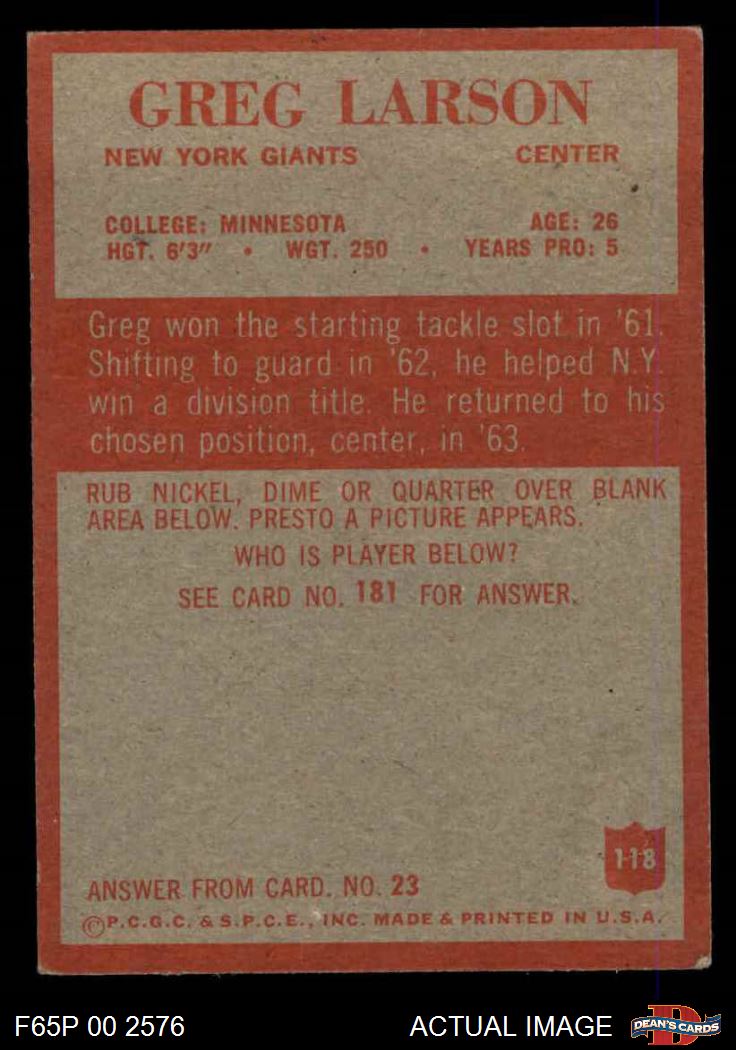 GREG LARSON
NEW YORK GIANTS CENTER
COLLEGE: MINNESOTA AGE: 26
HGT. 6'3" • WGT. 250 • YEARS PRO: 5
Greg won the starting tackle slot in '61.
Shifting to guard in '62, he helped N.Y.
win a division title. He returned to his
chosen position, center, in '63.
RUB NICKEL, DIME OR QUARTER OVER BLANK
AREA BELOW. PRESTO A PICTURE APPEARS.
WHO IS PLAYER BELOW?
SEE CARD NO. 181 FOR ANSWER.
118
ANSWER FROM CARD. NO. 23
©P.C.G.C. & S.P.C.E., INC. MADE & PRINTED IN U.S.A.
F65P 00 2576 ACTUAL IMAGE DEAN'S CARDS